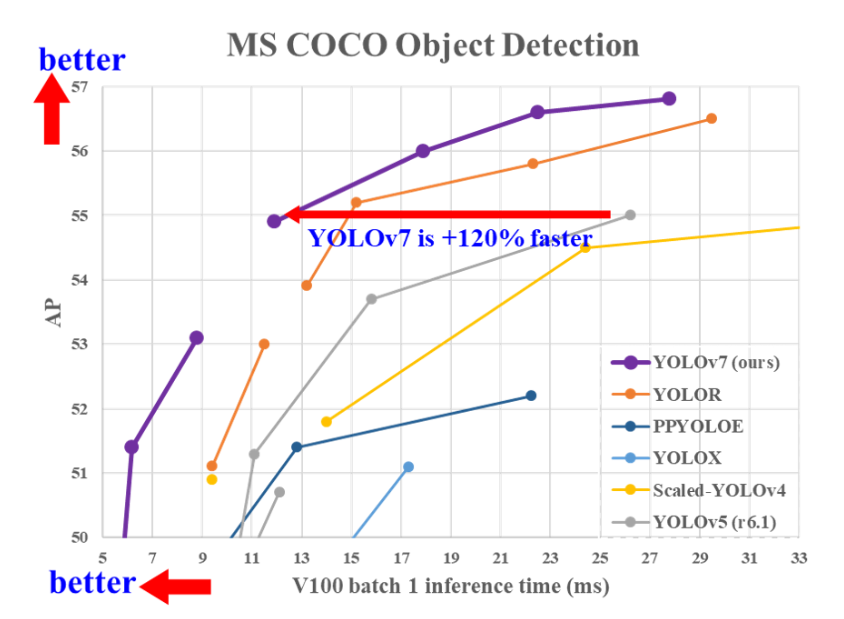 MS COCO Object Detection
better
57
56
55
54
53
52
51
50
AP
YOLOv7 is +120% faster
YOLOv7 (ours)
YOLOR
PPYOLOE
YOLOX
Scaled-YOLOv4
YOLOv5 (r6.1)
5 7 9 11 13 15 17 19 21 23 25 27 29 31 33
better
V100 batch 1 inference time (ms)